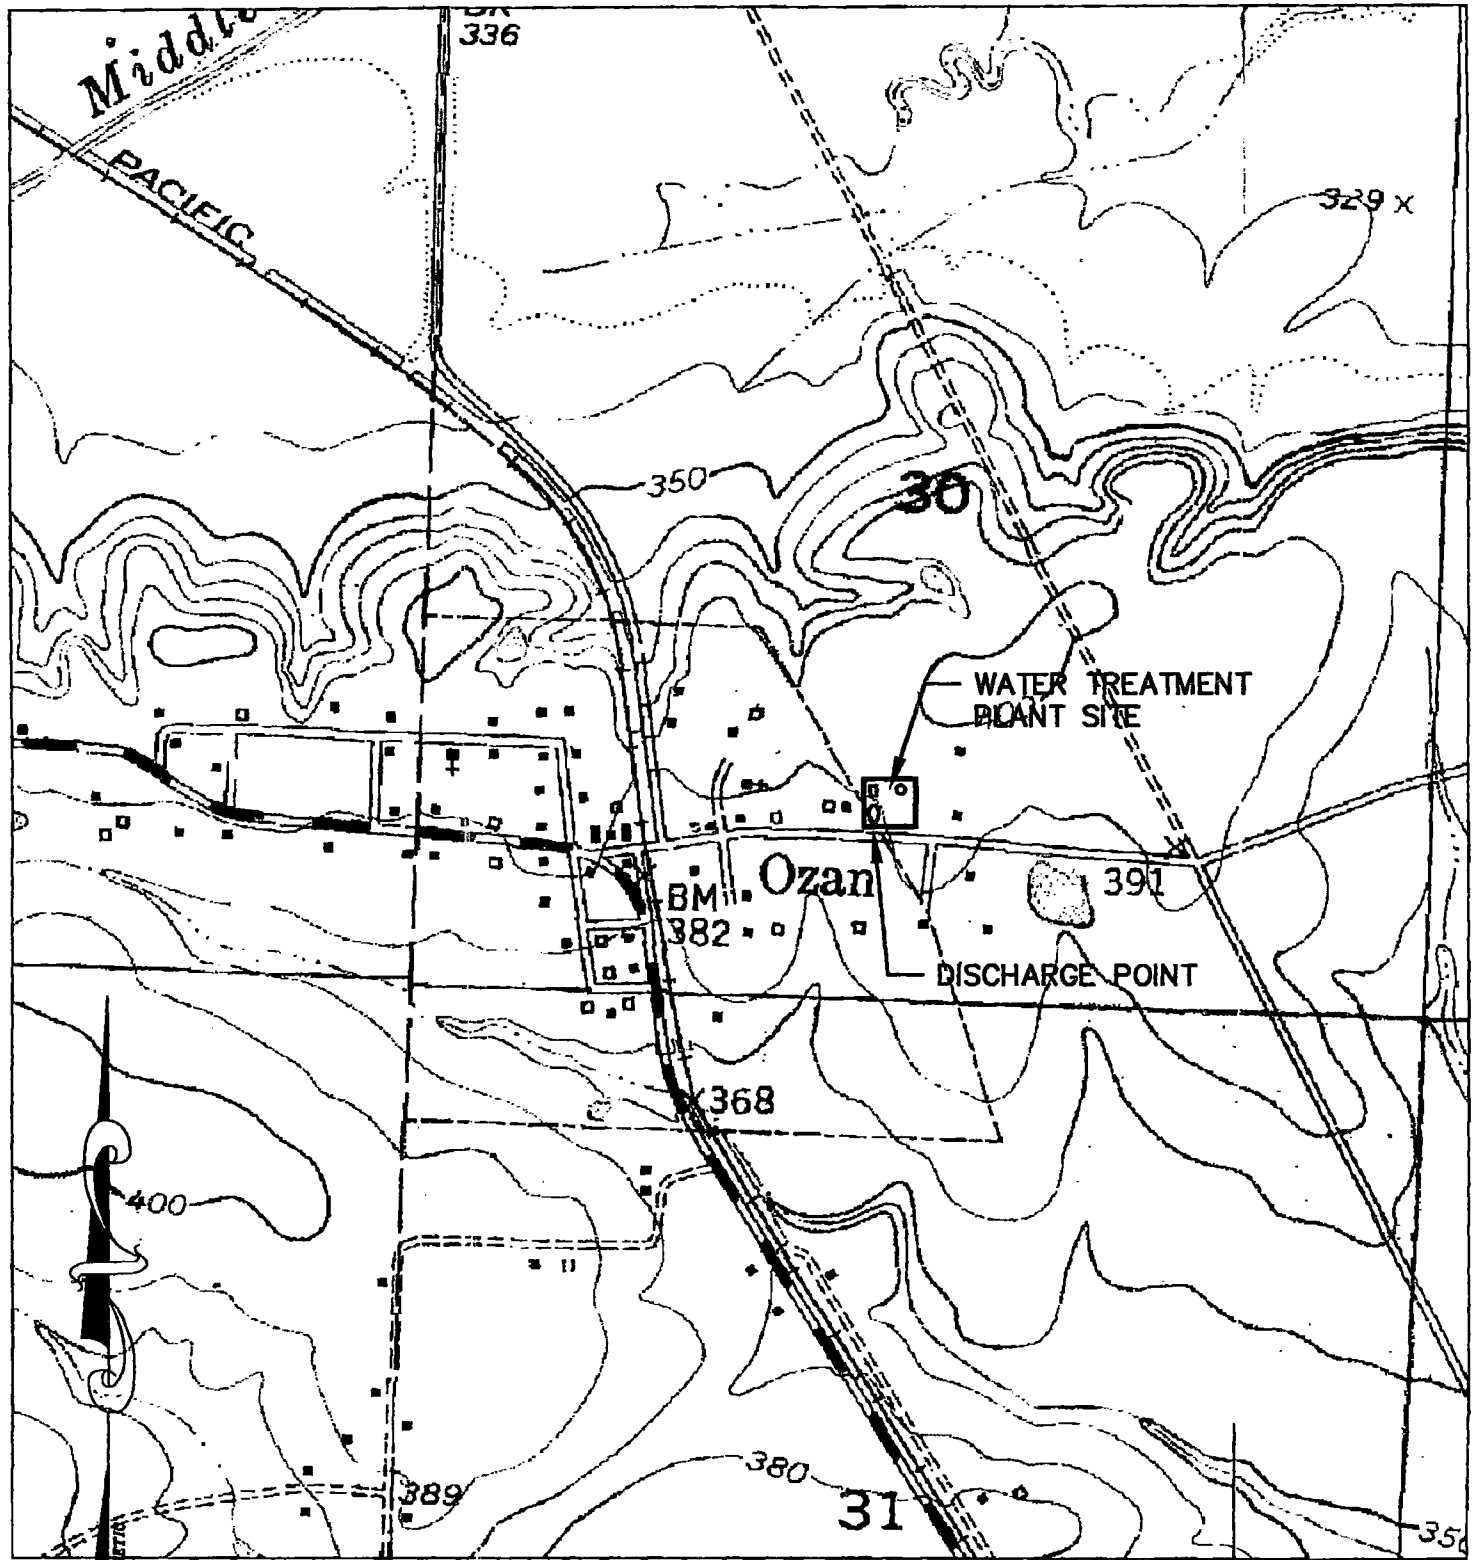 336
Middle
PACIFIC
329 x
350
30
WATER TREATMENT
PLANT SITE
Ozan
391
BM
382
DISCHARGE POINT
368
400
380
389
31